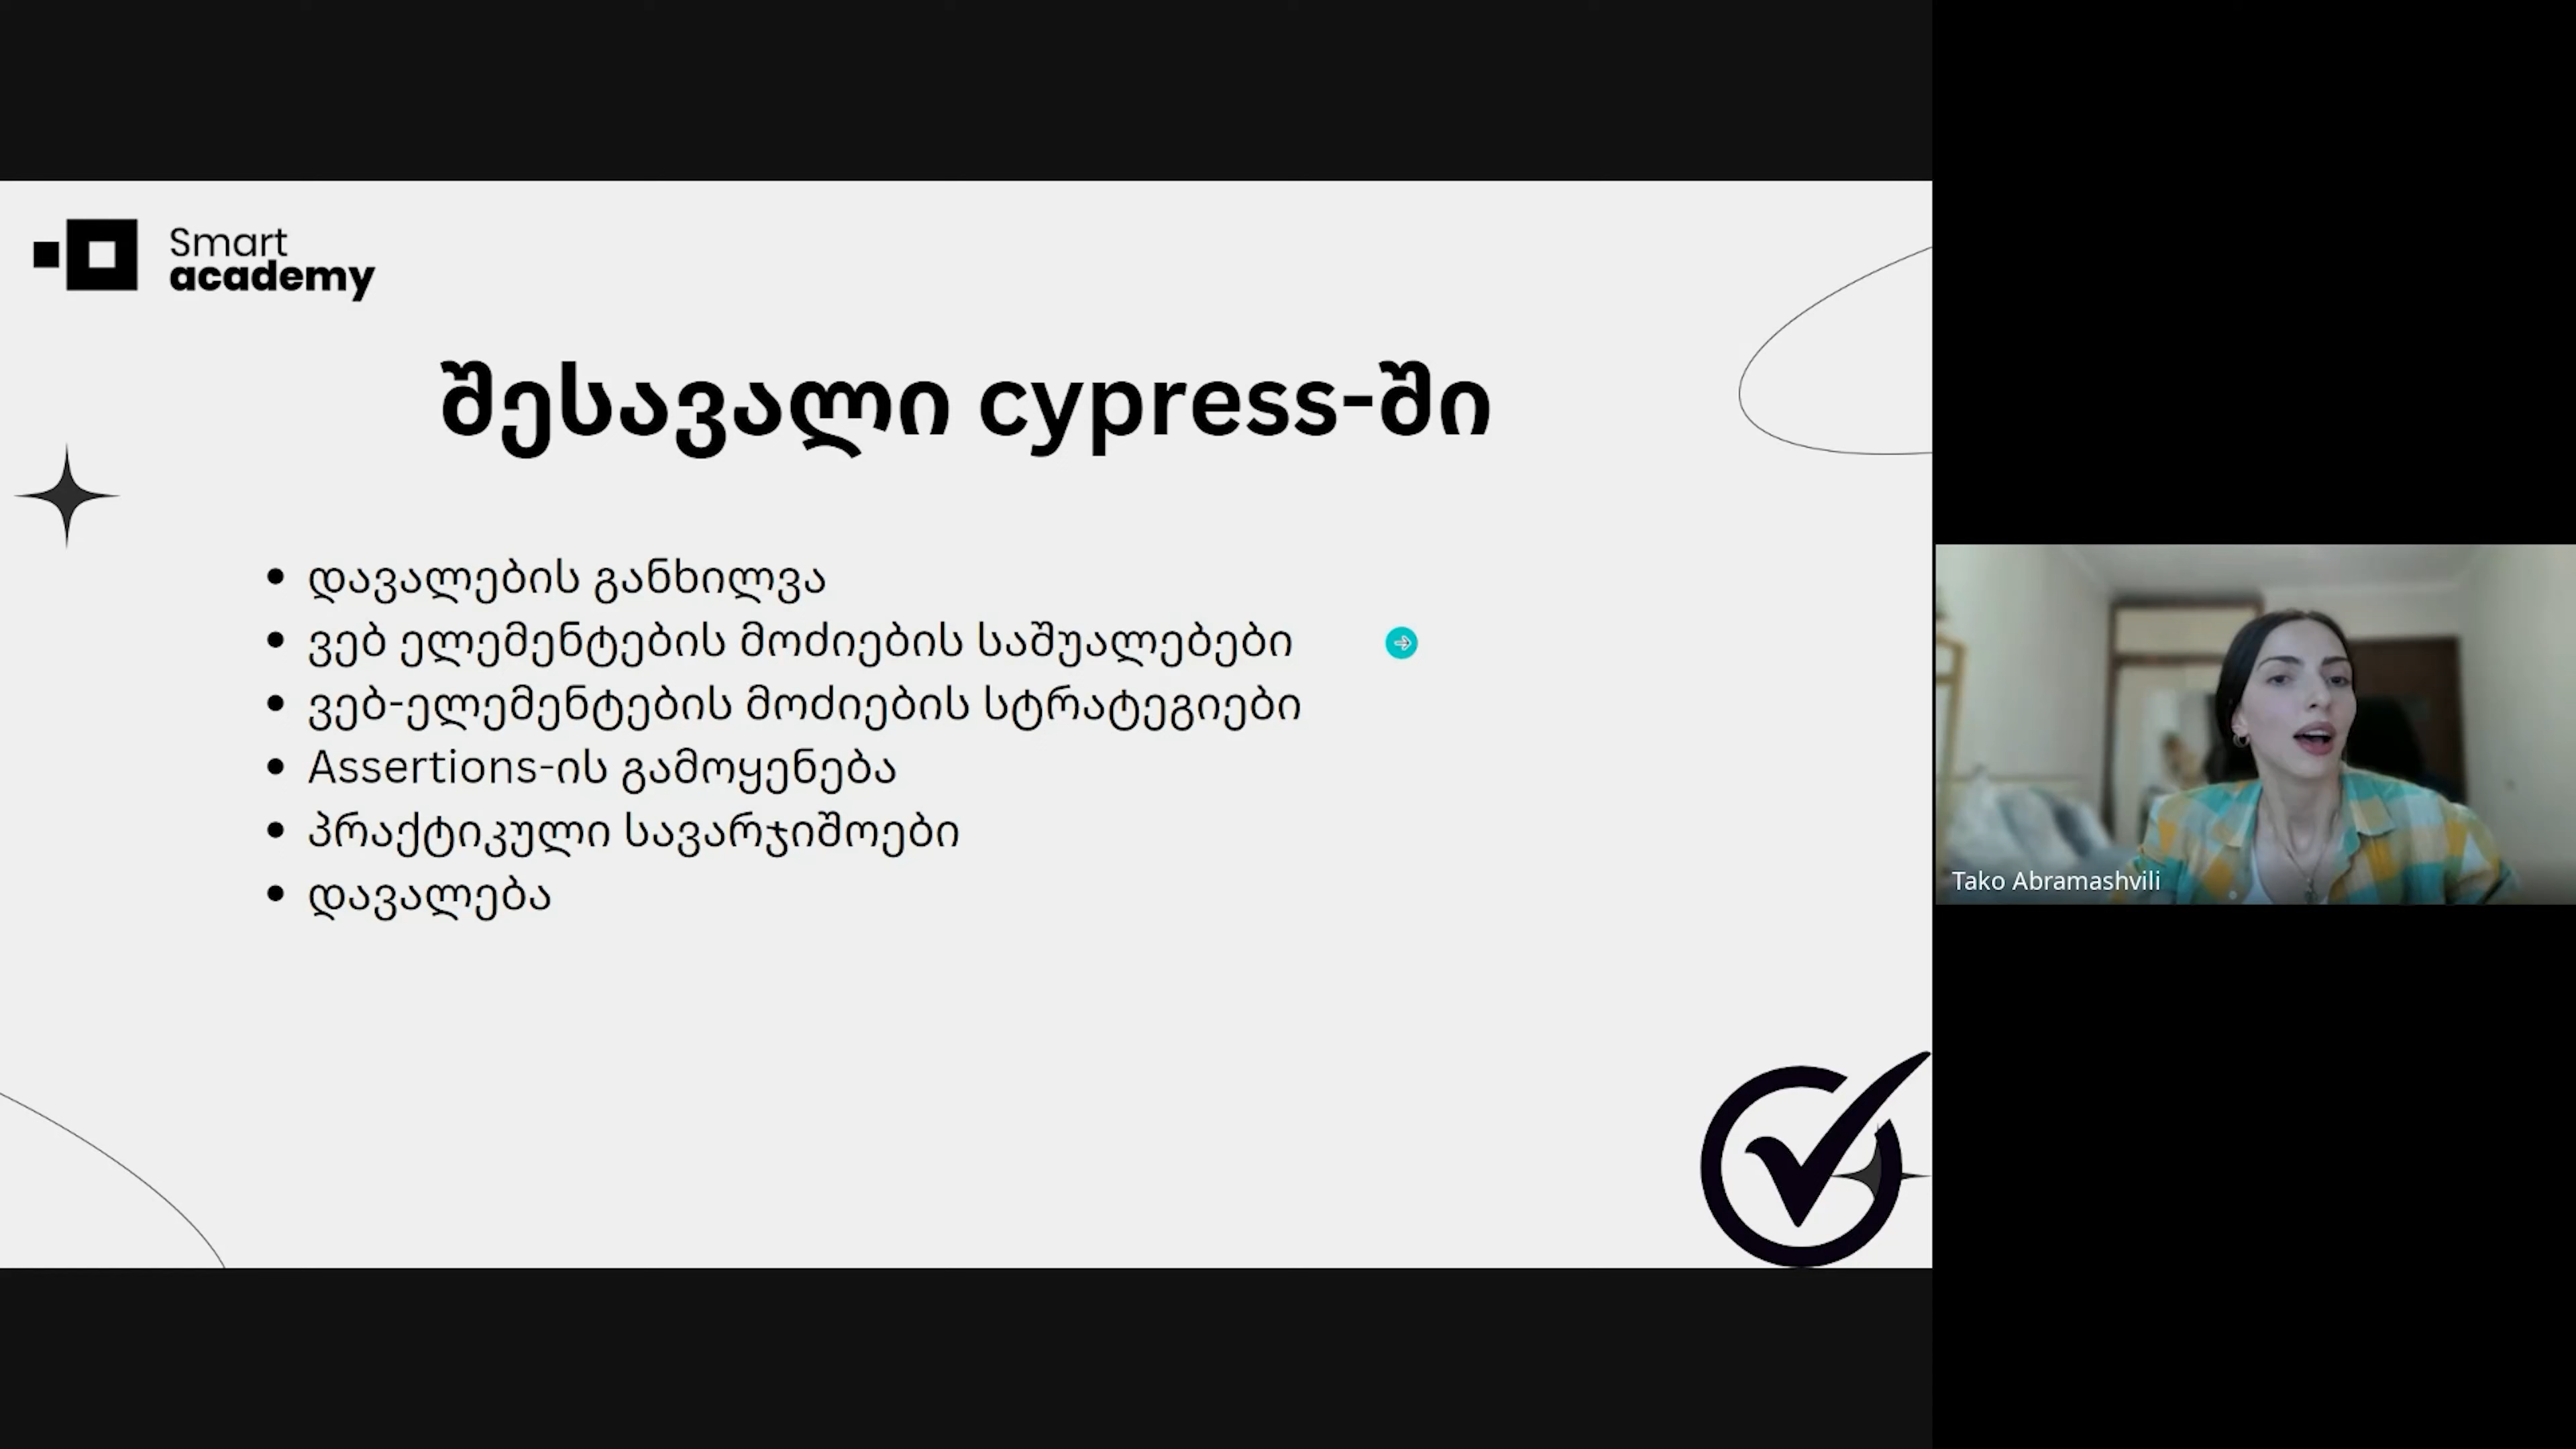 Smart
academy
შესავალი cypress-ში
დავალების განხილვა
ვებ ელემენტების მოძიების საშუალებები
ვებ-ელემენტების მოძიების სტრატეგიები
Assertions-ის გამოყენება
პრაქტიკული სავარჯიშოები
დავალება
Tako Abramashvili